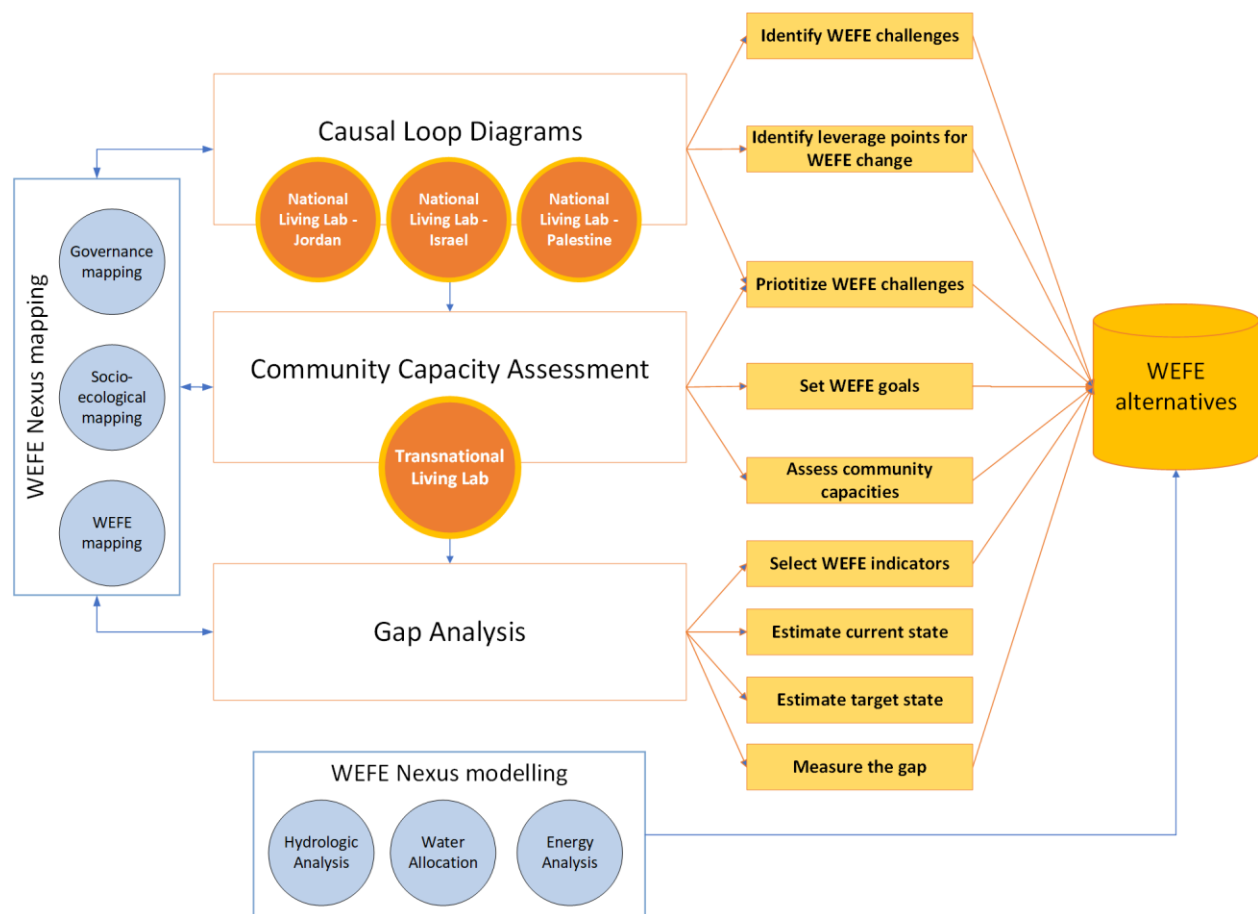 WEFE Nexus mapping
Governance
mapping
Socio-
ecological
mapping
WEFE
mapping
Causal Loop Diagrams
National
Living Lab -
Jordan
National
Living Lab -
Israel
National
Living Lab -
Palestine
Community Capacity Assessment
Transnational
Living Lab
Gap Analysis
WEFE Nexus modelling
Hydrologic
Analysis
Water
Allocation
Energy
Analysis
Identify WEFE challenges
Identify leverage points for
WEFE change
Priotitize WEFE challenges
Set WEFE goals
Assess community
capacities
Select WEFE indicators
Estimate current state
Estimate target state
Measure the gap
WEFE
alternatives